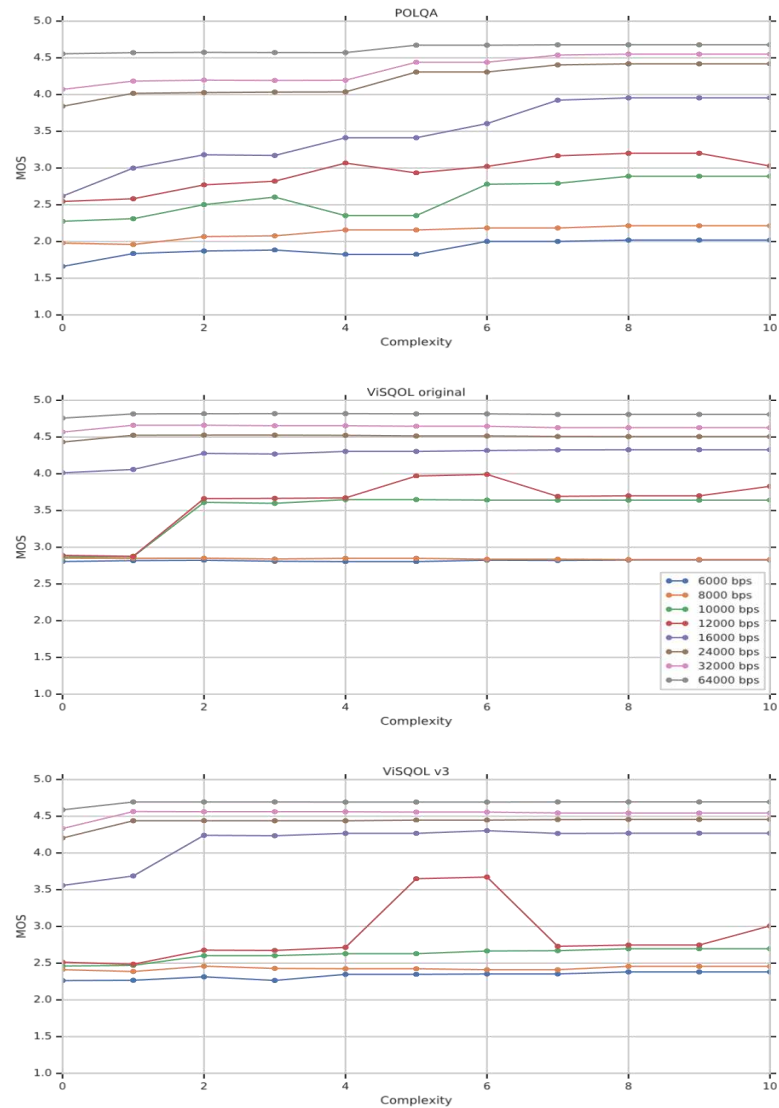 POLQA
5.0
4.5
4.0
3.5
3.0
2.5
2.0
1.5
1.0
MOS
0 2 4 6 8 10
Complexity
ViSQOL original
5.0
4.5
4.0
3.5
3.0
2.5
2.0
1.5
1.0
MOS
6000 bps
8000 bps
10000 bps
12000 bps
16000 bps
24000 bps
32000 bps
64000 bps
0 2 4 6 8 10
Complexity
ViSQOL v3
5.0
4.5
4.0
3.5
3.0
2.5
2.0
1.5
1.0
MOS
0 2 4 6 8 10
Complexity